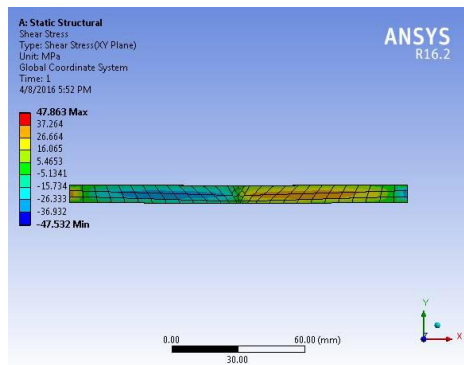 A: Static Structural
Shear Stress
Type: Shear Stress(XY Plane)
Unit: MPa
Global Coordinate System
Time: 1
4/8/2016 5:52 PM
ANSYS
R16.2
47.863 Max
37.264
26.664
16.065
5.4653
-5.1341
-15.734
-26.333
-36.932
-47.532 Min
Y
X
0.00
60.00 (mm)
30.00